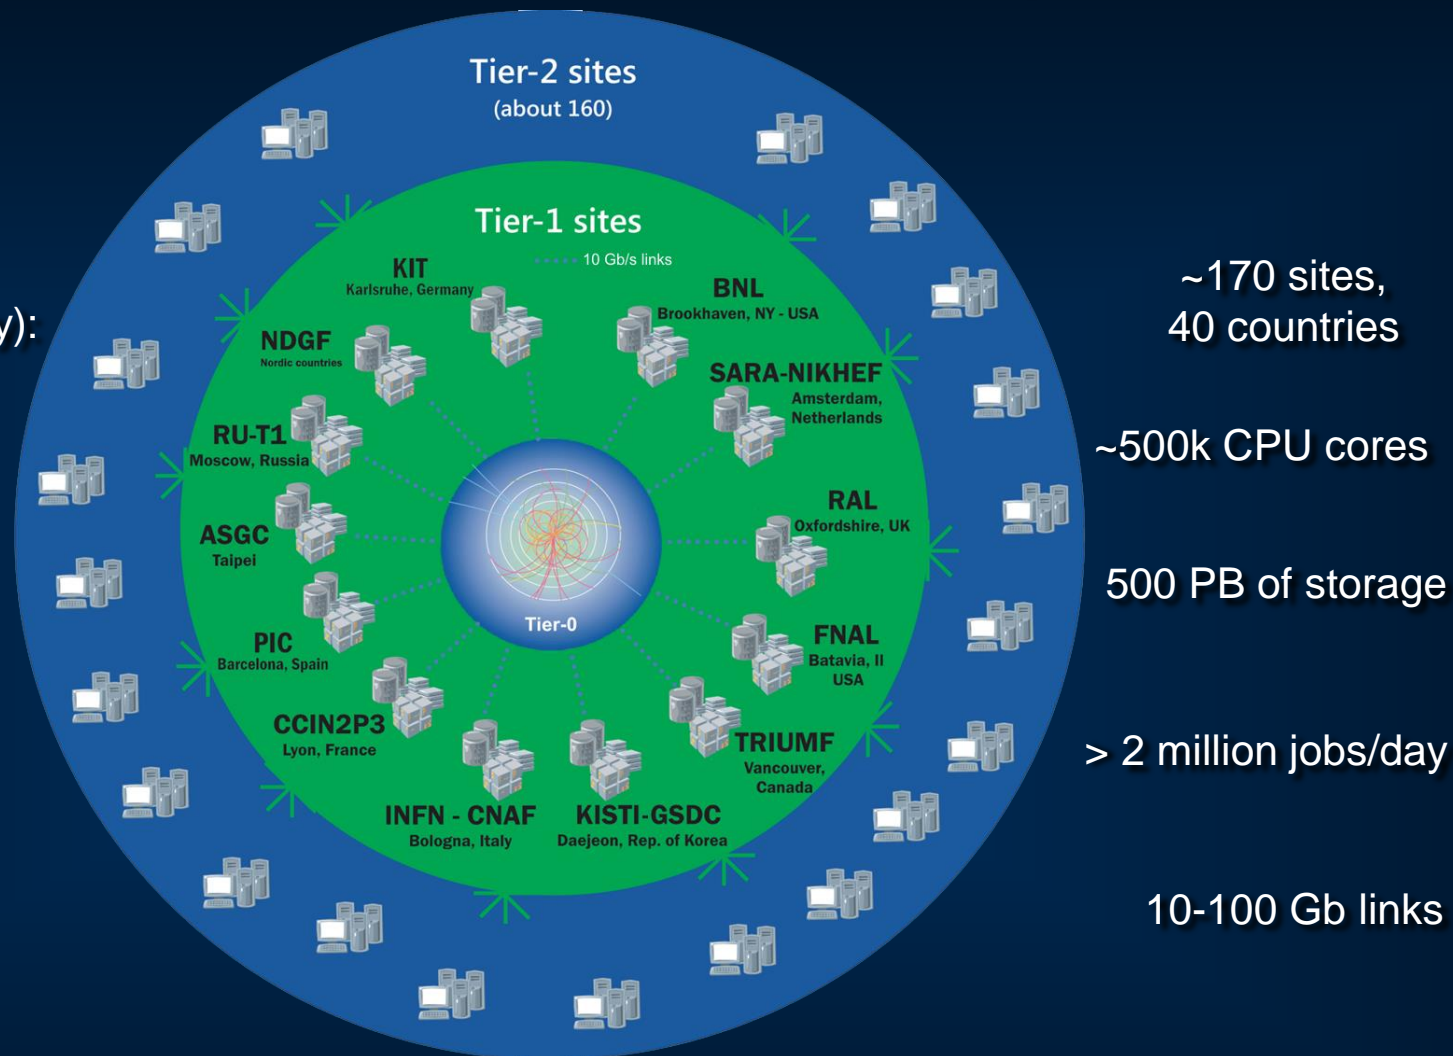 Tier-2 sites
(about 160)
Tier-1 sites
10 Gb/s links
KIT
Karlsruhe, Germany
BNL
Brookhaven, NY - USA
NDGF
Nordic countries
SARA-NIKHEF
Amsterdam,
Netherlands
RU-T1
Moscow, Russia
RAL
Oxfordshire, UK
ASGC
Taipei
Tier-0
FNAL
Batavia, Il
USA
PIC
Barcelona, Spain
CCIN2P3
Lyon, France
TRIUMF
Vancouver,
Canada
INFN - CNAF
Bologna, Italy
KISTI-GSDC
Daejeon, Rep. of Korea
y):
~170 sites,
40 countries
~500k CPU cores
500 PB of storage
> 2 million jobs/day
10-100 Gb links